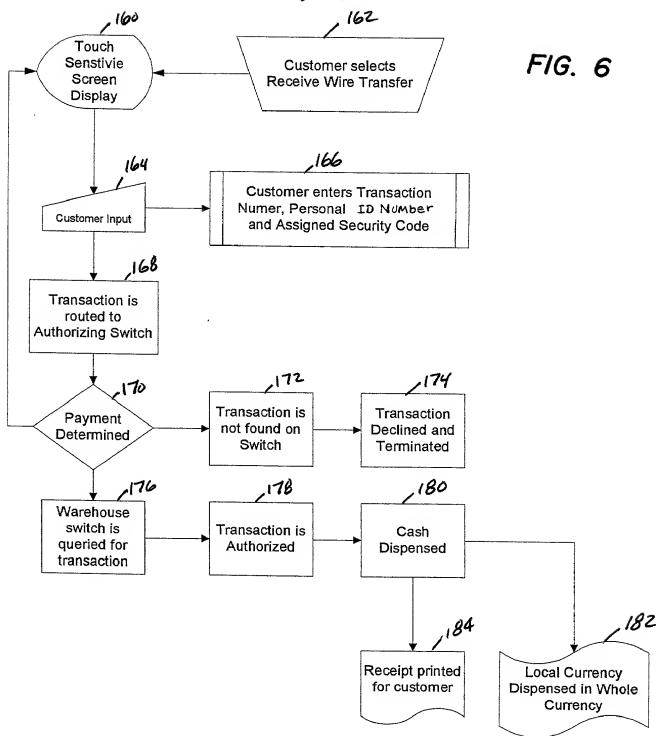 160
Touch
Senstivie
Screen
Display
162
Customer selects
Receive Wire Transfer
FIG. 6
164
Customer Input
166
Customer enters Transaction
Numer, Personal ID Number
and Assigned Security Code
168
Transaction is
routed to
Authorizing Switch
170
Payment
Determined
172
Transaction is
not found on
Switch
174
Transaction
Declined and
Terminated
176
Warehouse
switch is
queried for
transaction
178
Transaction is
Authorized
180
Cash
Dispensed
184
Receipt printed
for customer
182
Local Currency
Dispensed in Whole
Currency